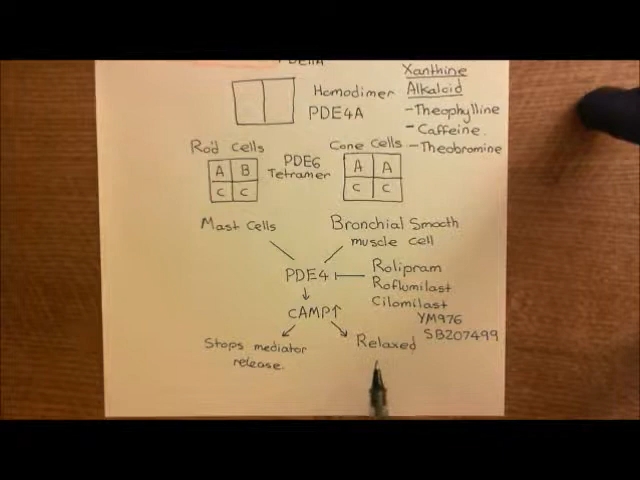 PDE11A
Xanthine
Alkaloid
Homodimer
PDE4A
- Theophylline
- Caffeine.
- Theobromine
Rod cells
Cone Cells
A B
C C
PDE6
Tetramer
A A
C C
Mast Cells
Bronchial Smooth
muscle cell
PDE4
Rolipram
Roflumilast
Cilomilast
YM976
SB207499
cAMP↑
Stops mediator
release.
Relaxed